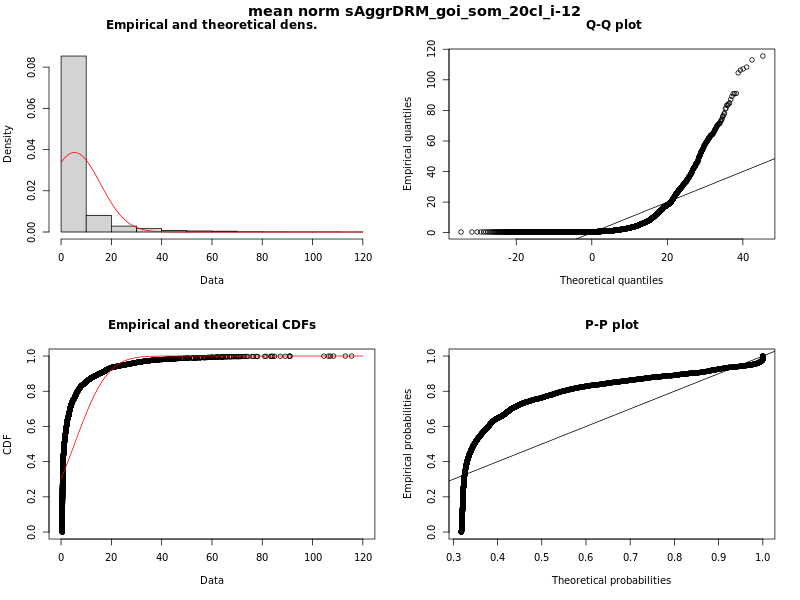 mean norm sAggrDRM_goi_som_20cl_i-12
Empirical and theoretical dens.
Density
0.00 0.02 0.04 0.06 0.08
0 20 40 60 80 100 120
Data
Q-Q plot
Empirical quantiles
0 20 40 60 80 100 120
-20 0 20 40
Theoretical quantiles
Empirical and theoretical CDFs
CDF
0.0 0.2 0.4 0.6 0.8 1.0
0 20 40 60 80 100 120
Data
P-P plot
Empirical probabilities
0.0 0.2 0.4 0.6 0.8 1.0
0.3 0.4 0.5 0.6 0.7 0.8 0.9 1.0
Theoretical probabilities